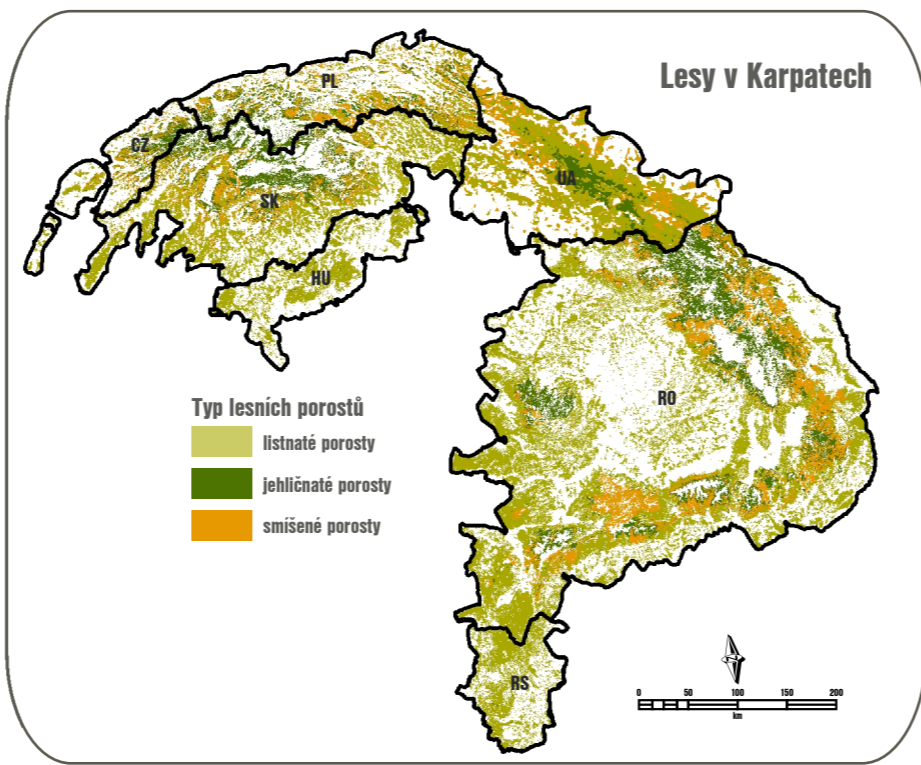 Lesy v Karpatech
PL
CZ
UA
SK
HU
RO
Typ lesních porostů
listnaté porosty
jehličnaté porosty
smíšené porosty
RS
0 50 100 150 200
km